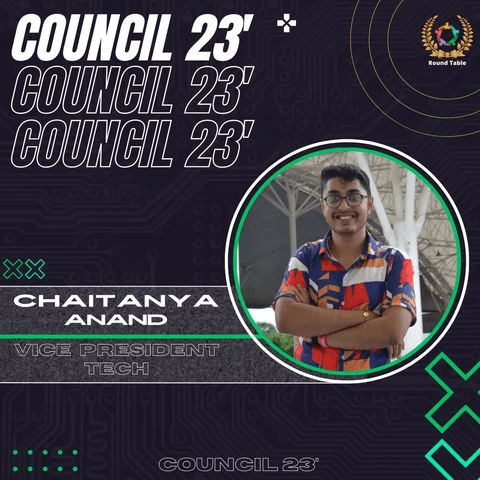 COUNCIL 23'
COUNCIL 23'
COUNCIL 23'
Round Table
CHAITANYA
ANAND
VICE PRESIDENT
TECH
COUNCIL 23'